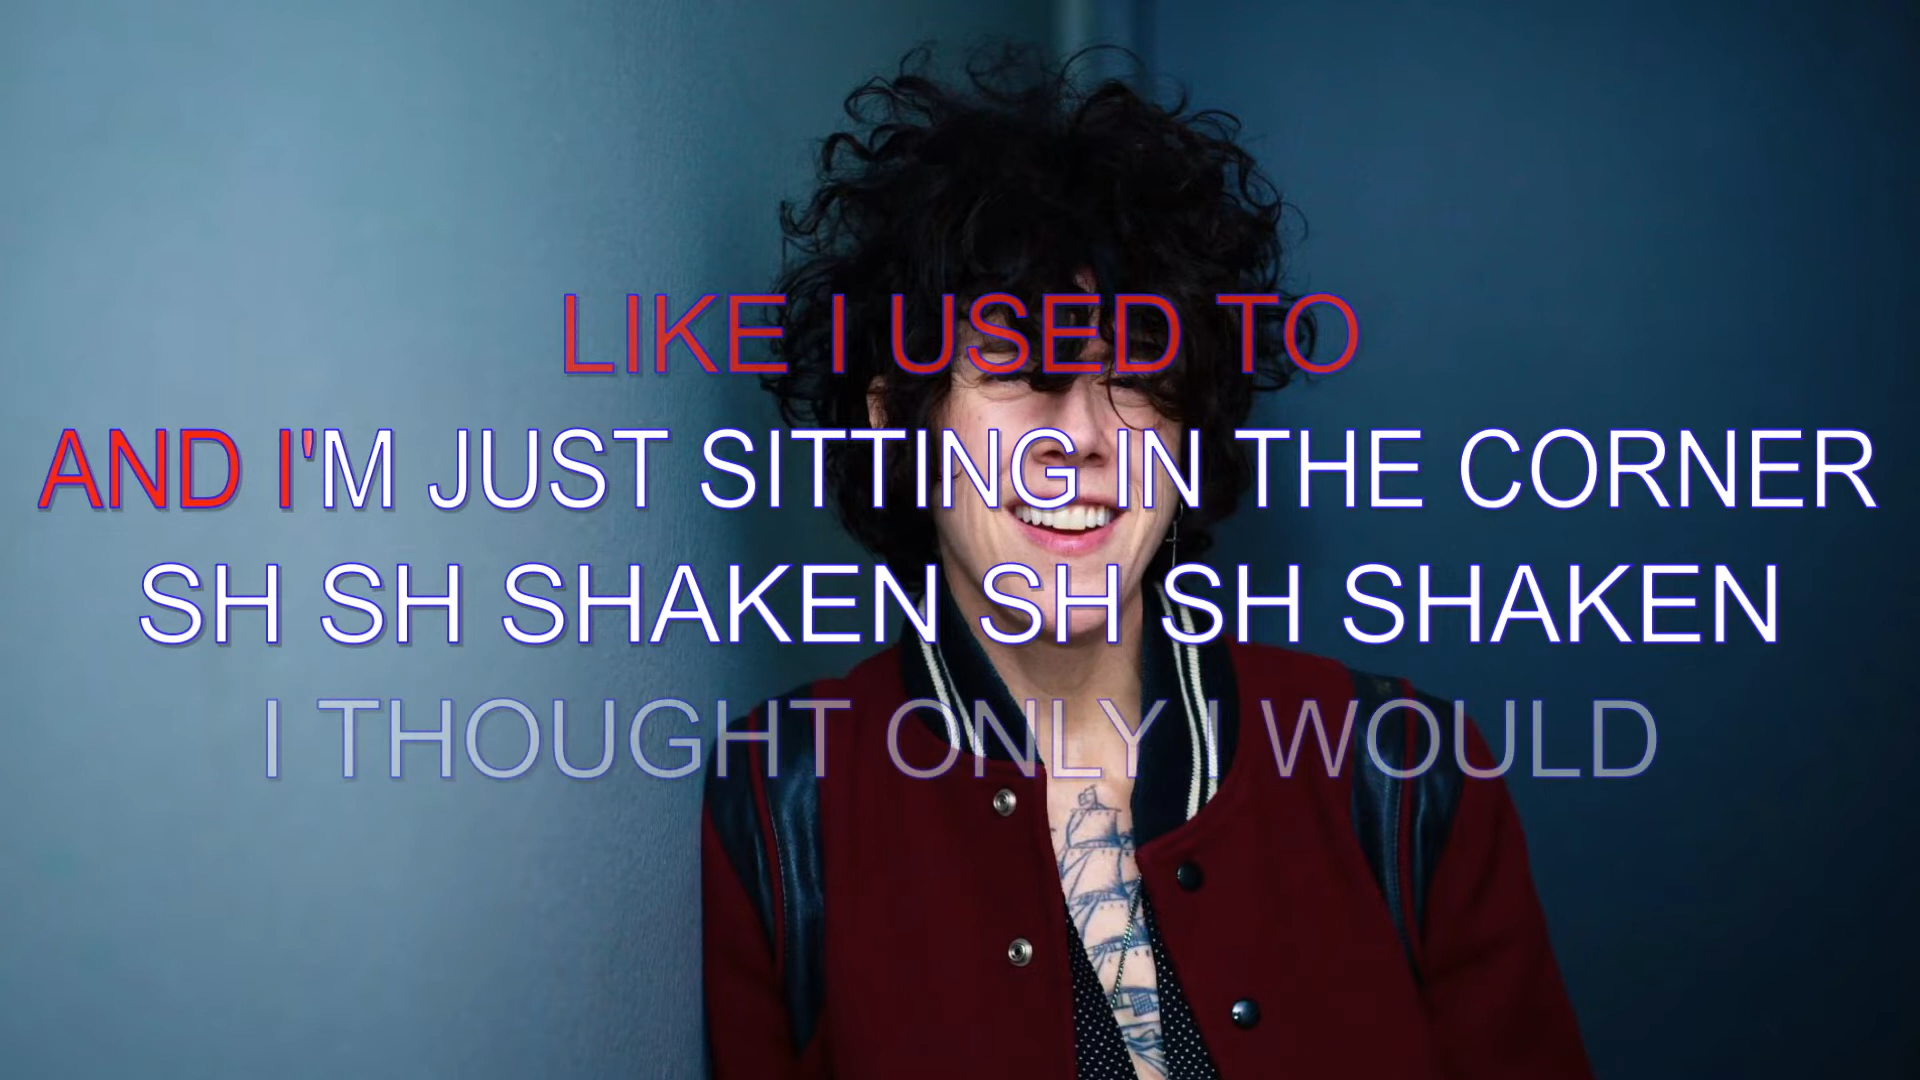 LIKE I USED TO
AND I'M JUST SITTING IN THE CORNER
SH SH SHAKEN SH SH SHAKEN
I THOUGHT ONLY I WOULD